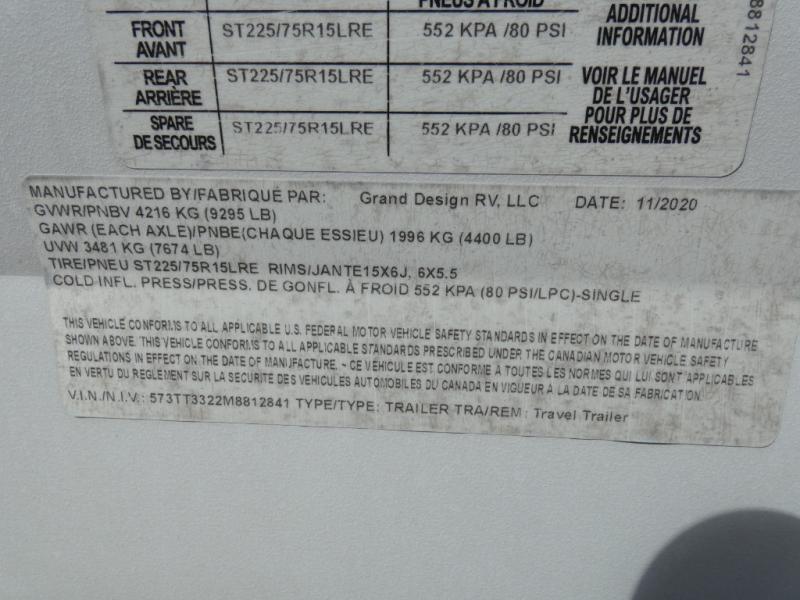 PNEUS À FROID
FRONT AVANT ST225/75R15LRE 552 KPA /80 PSI
REAR ARRIÈRE ST225/75R15LRE 552 KPA /80 PSI
SPARE DE SECOURS ST225/75R15LRE 552 KPA /80 PSI
ADDITIONAL
INFORMATION
VOIR LE MANUEL
DE L'USAGER
POUR PLUS DE
RENSEIGNEMENTS
8812841
MANUFACTURED BY/FABRIQUÉ PAR: Grand Design RV, LLC DATE: 11/2020
GVWR/PNBV 4216 KG (9295 LB)
GAWR (EACH AXLE)/PNBE(CHAQUE ESSIEU) 1996 KG (4400 LB)
UVW 3481 KG (7674 LB)
TIRE/PNEU ST225/75R15LRE RIMS/JANTE15X6J, 6X5.5
COLD INFL. PRESS/PRESS. DE GONFL. À FROID 552 KPA (80 PSI/LPC)-SINGLE
THIS VEHICLE CONFORMS TO ALL APPLICABLE U.S. FEDERAL MOTOR VEHICLE SAFETY STANDARDS IN EFFECT ON THE DATE OF MANUFACTURE
SHOWN ABOVE. THIS VEHICLE CONFORMS TO ALL APPLICABLE STANDARDS PRESCRIBED UNDER THE CANADIAN MOTOR VEHICLE SAFETY
REGULATIONS IN EFFECT ON THE DATE OF MANUFACTURE. - CE VÉHICULE EST CONFORME À TOUTES LES NORMES QUI LUI SONT APPLICABLES
EN VERTU DU REGLEMENT SUR LA SECURITE DES VÉHICULES AUTOMOBILES DU CANADA EN VIGUEUR À LA DATE DE SA FABRICATION.
V.I.N./N.I.V.: 573TT3322M8812841 TYPE/TYPE: TRAILER TRA/REM: Travel Trailer